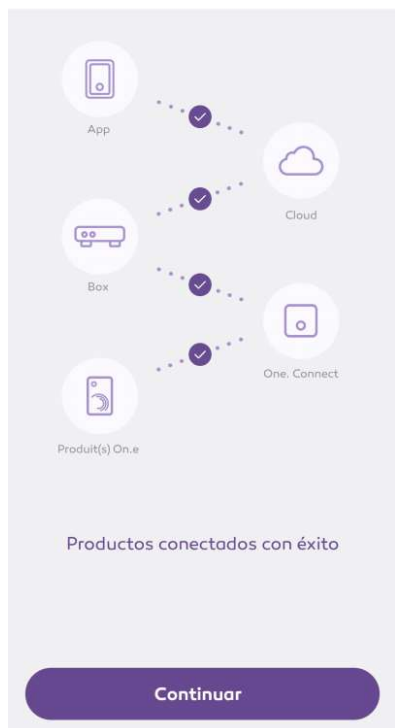 App
Cloud
Box
One. Connect
Produit(s) On.e
Productos conectados con éxito
Continuar